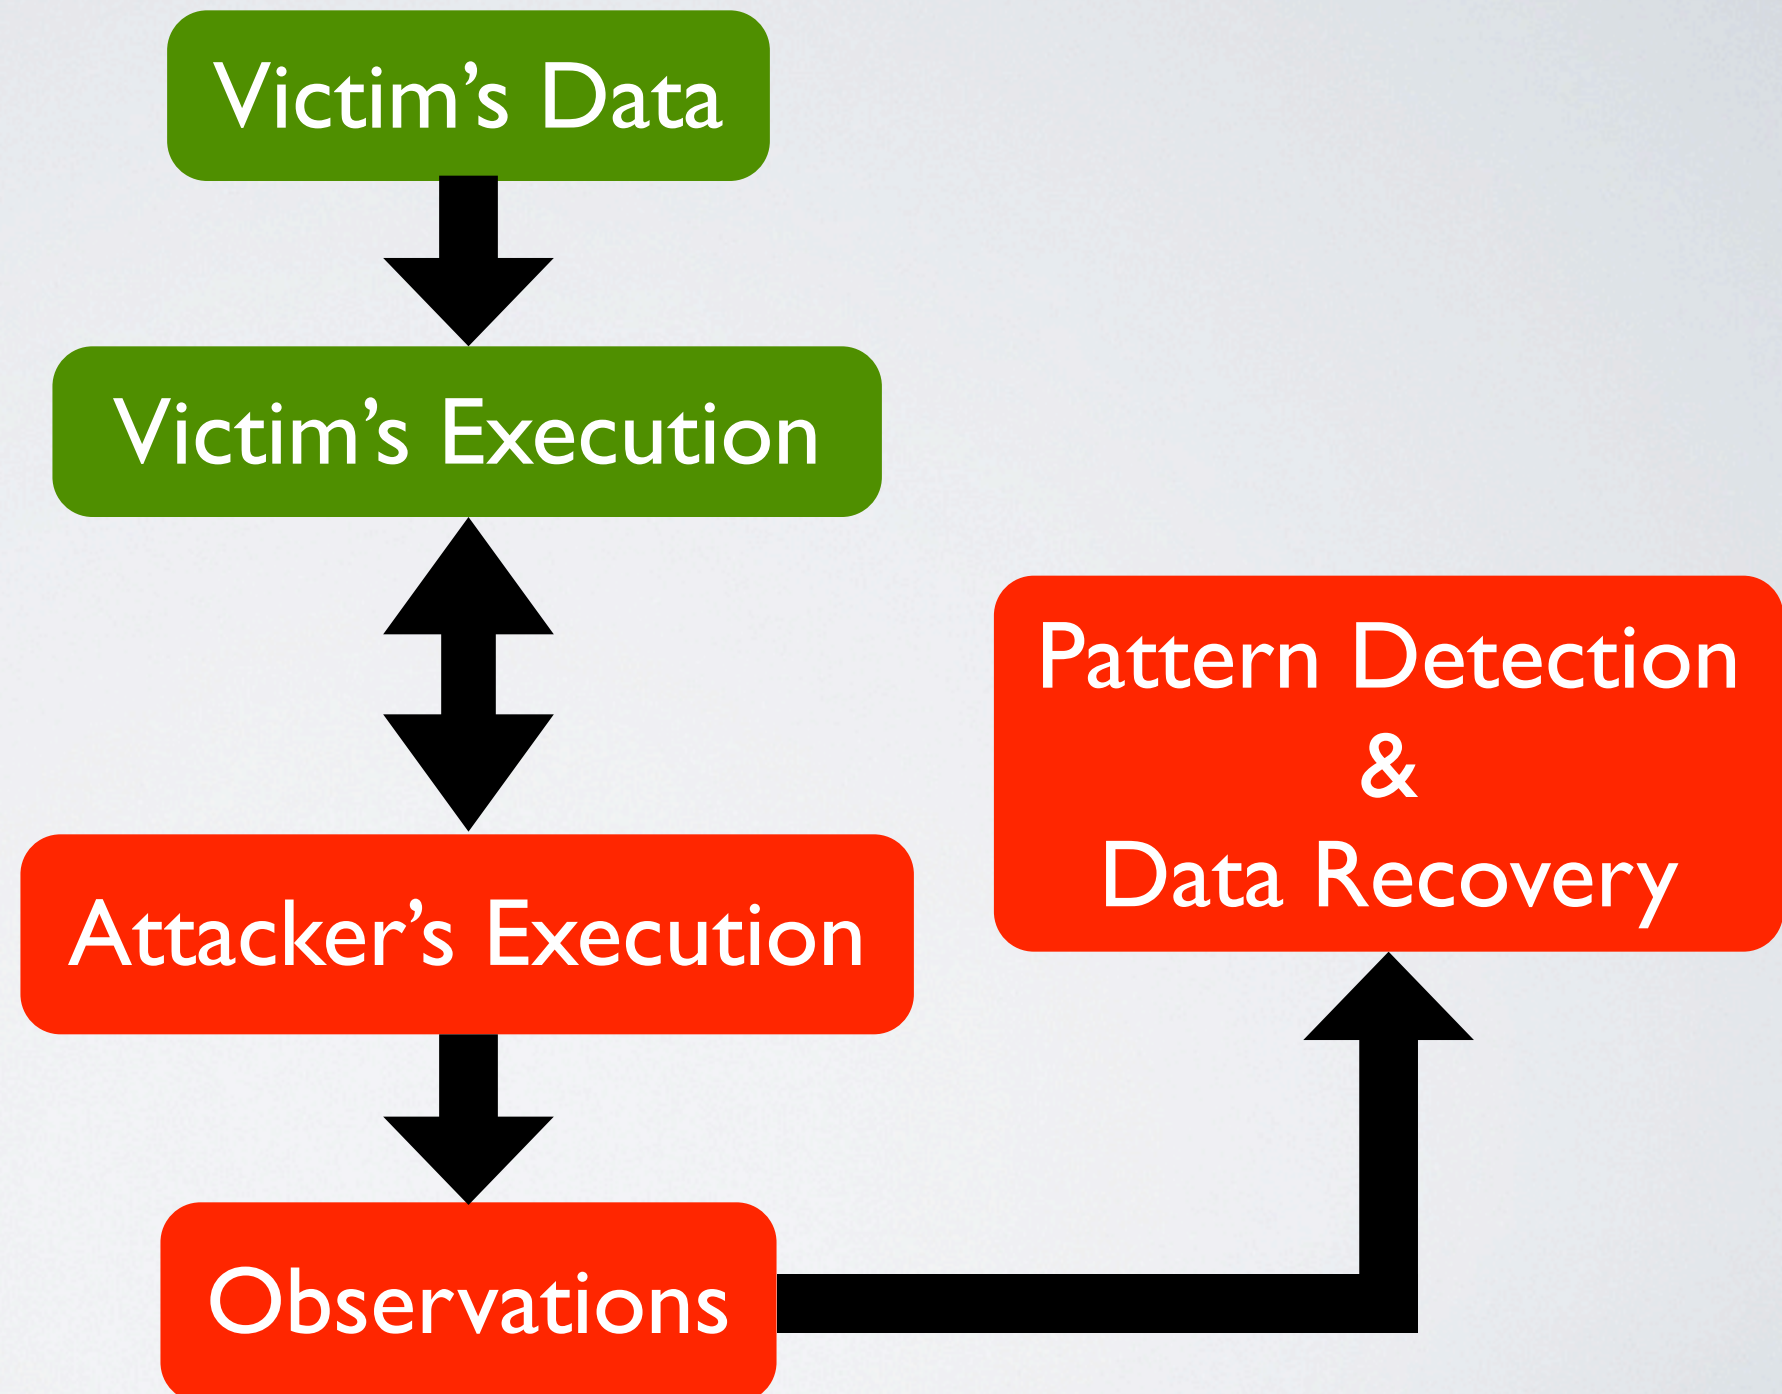 Victim’s Data
Victim’s Execution
Attacker’s Execution
Observations
Pattern Detection
&
Data Recovery